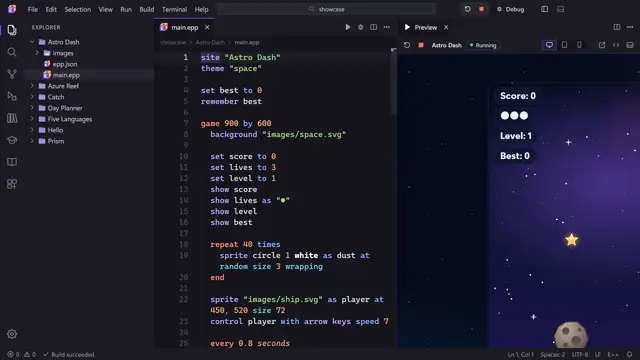 File Edit Selection View Run Build Terminal Help
showcase
Debug
EXPLORER
Astro Dash
images
epp.json
main.epp
Azure Reef
Catch
Day Planner
Five Languages
Hello
Prism
main.epp
showcase > Astro Dash > main.epp
1 site "Astro Dash"
2 theme "space"
3
4 set best to 0
5 remember best
6
7 game 900 by 600
8 background "images/space.svg"
9
10 set score to 0
11 set lives to 3
12 set level to 1
13 show score
14 show lives as "●"
15 show level
16 show best
17
18 repeat 40 times
19 sprite circle 1 white as dust at
random size 3 wrapping
20 end
21
22 sprite "images/ship.svg" as player at
450, 520 size 72
23 control player with arrow keys speed 7
24
25 every 0.8 seconds
Preview
Astro Dash
Running
Score: 0
Level: 1
Best: 0
0 0 Build succeeded
Ln 1, Col 1 Spaces: 2 UTF-8 LF E++